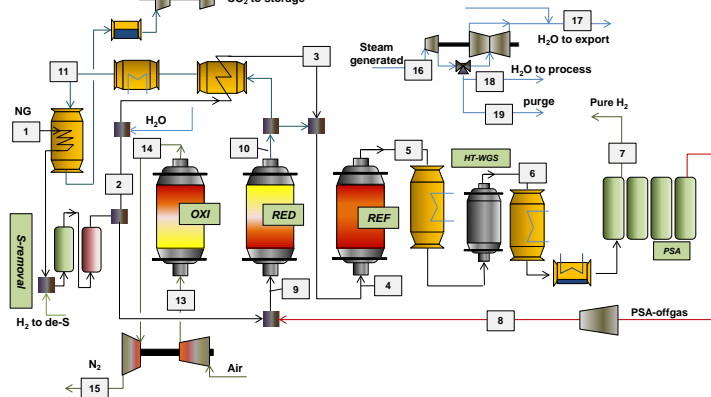 CO2 to storage
17
H2O to export
Steam
generated
16
18
H2O to process
19
purge
3
11
NG
1
H2O
Pure H2
14
10
5
HT-WGS
6
7
2
OXI
RED
REF
PSA
S-removal
13
9
4
H2 to de-S
8
PSA-offgas
N2
Air
15